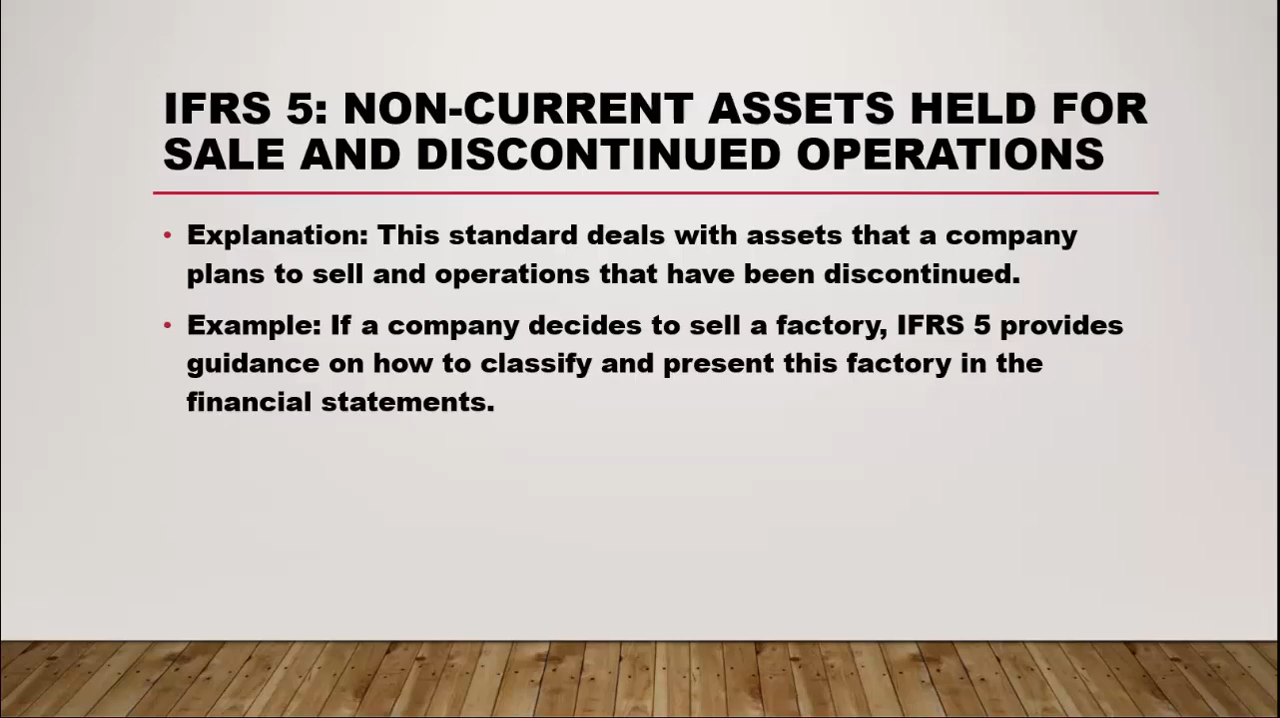 IFRS 5: NON-CURRENT ASSETS HELD FOR
SALE AND DISCONTINUED OPERATIONS
• Explanation: This standard deals with assets that a company
plans to sell and operations that have been discontinued.
• Example: If a company decides to sell a factory, IFRS 5 provides
guidance on how to classify and present this factory in the
financial statements.